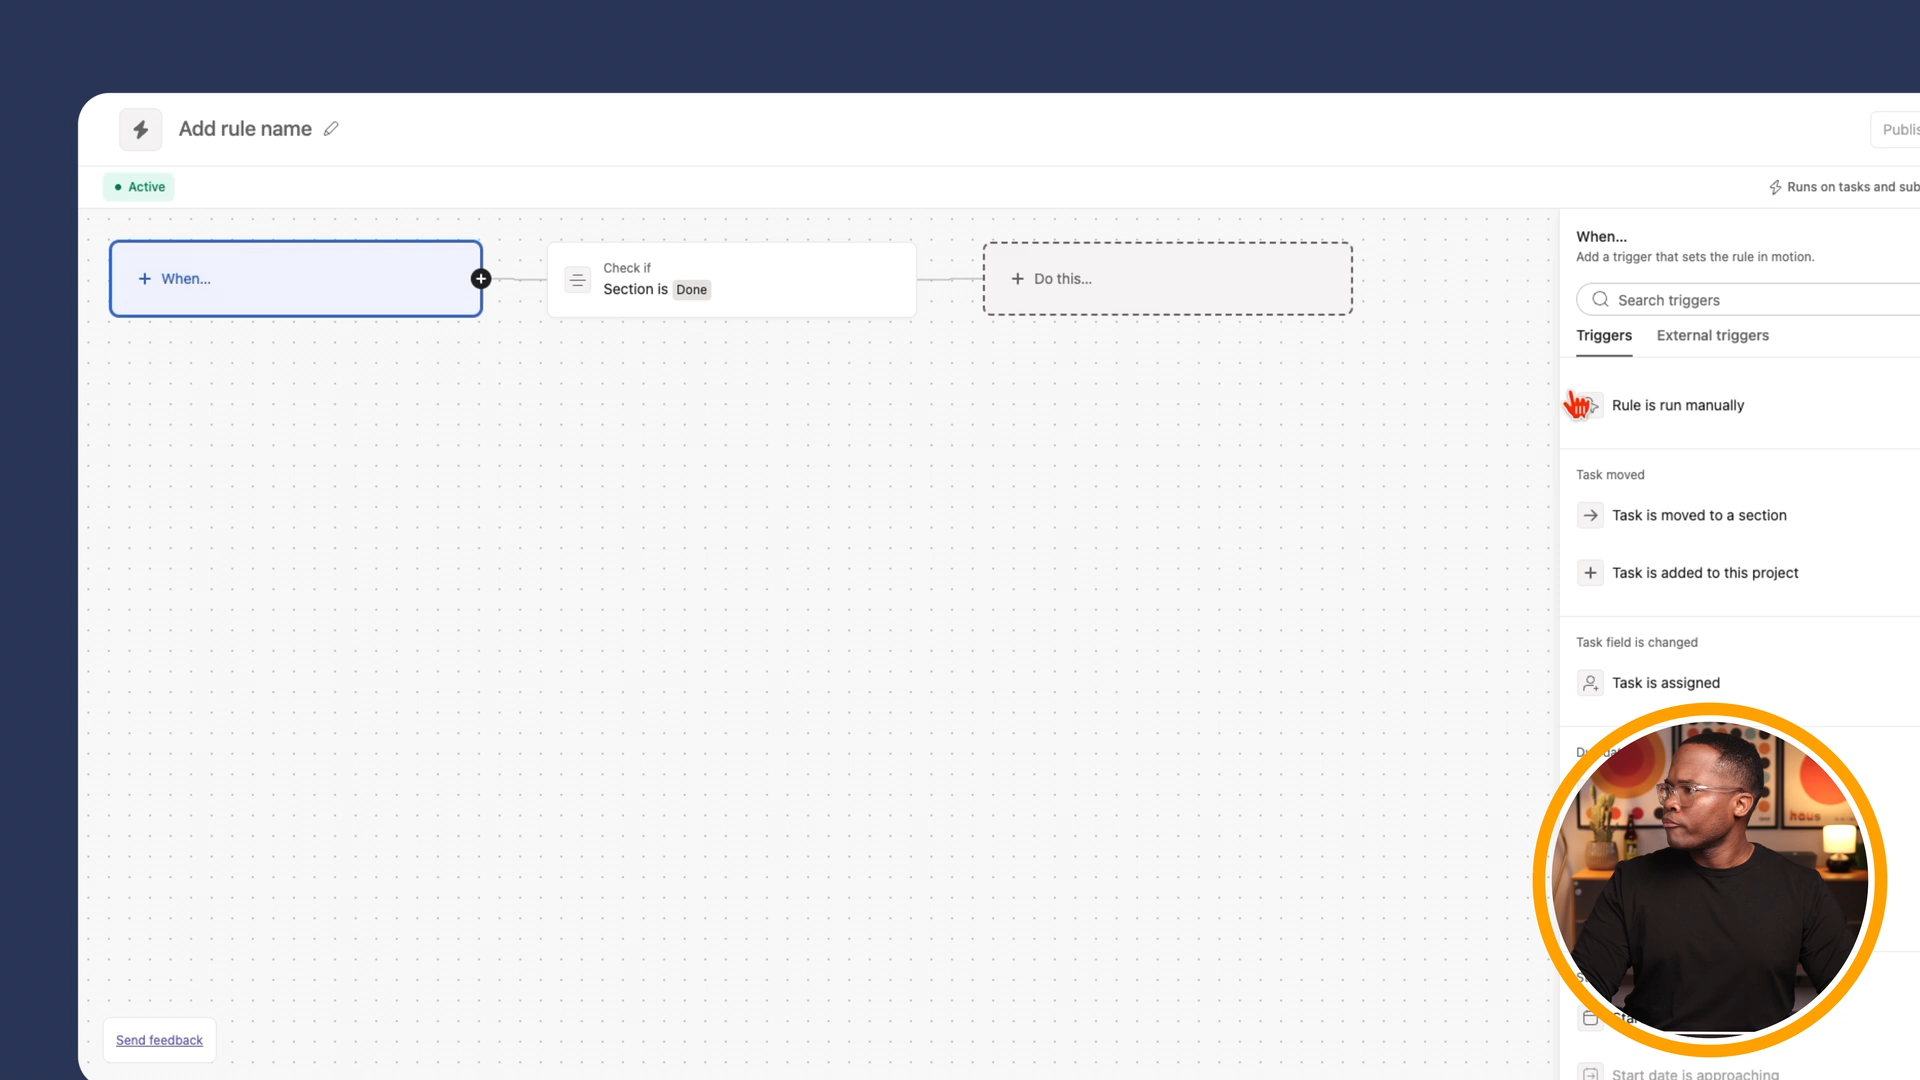 Add rule name
Publis
Active
Runs on tasks and sub
When...
Check if
Section is Done
Do this...
When...
Add a trigger that sets the rule in motion.
Search triggers
Triggers External triggers
Rule is run manually
Task moved
Task is moved to a section
Task is added to this project
Task field is changed
Task is assigned
haus
Start date is approaching
Send feedback